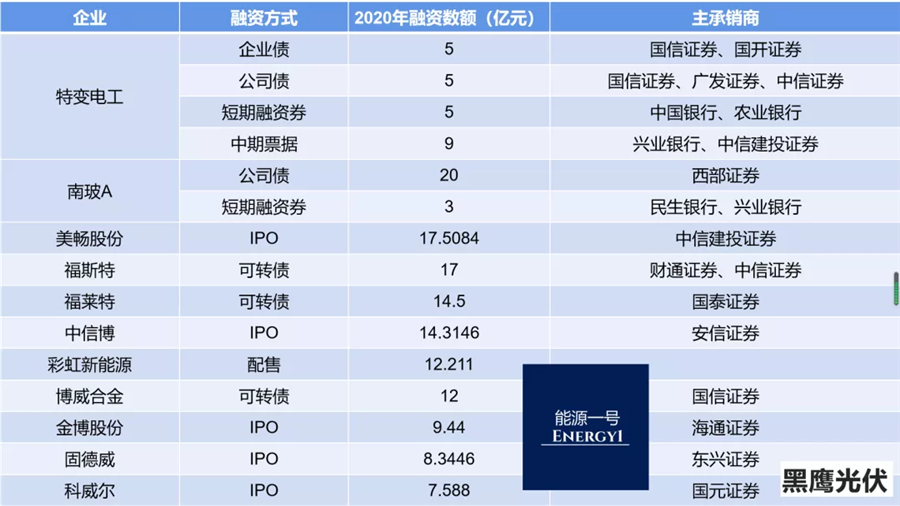 企业 融资方式 2020年融资数额（亿元） 主承销商
特变电工 企业债 5 国信证券、国开证券
公司债 5 国信证券、广发证券、中信证券
短期融资券 5 中国银行、农业银行
中期票据 9 兴业银行、中信建投证券
南玻A 公司债 20 西部证券
短期融资券 3 民生银行、兴业银行
美畅股份 IPO 17.5084 中信建投证券
福斯特 可转债 17 财通证券、中信证券
福莱特 可转债 14.5 国泰证券
中信博 IPO 14.3146 安信证券
彩虹新能源 配售 12.211
博威合金 可转债 12 国信证券
金博股份 IPO 9.44 海通证券
固德威 IPO 8.3446 东兴证券
科威尔 IPO 7.588 国元证券
能源一号
ENERGY1
黑鹰光伏